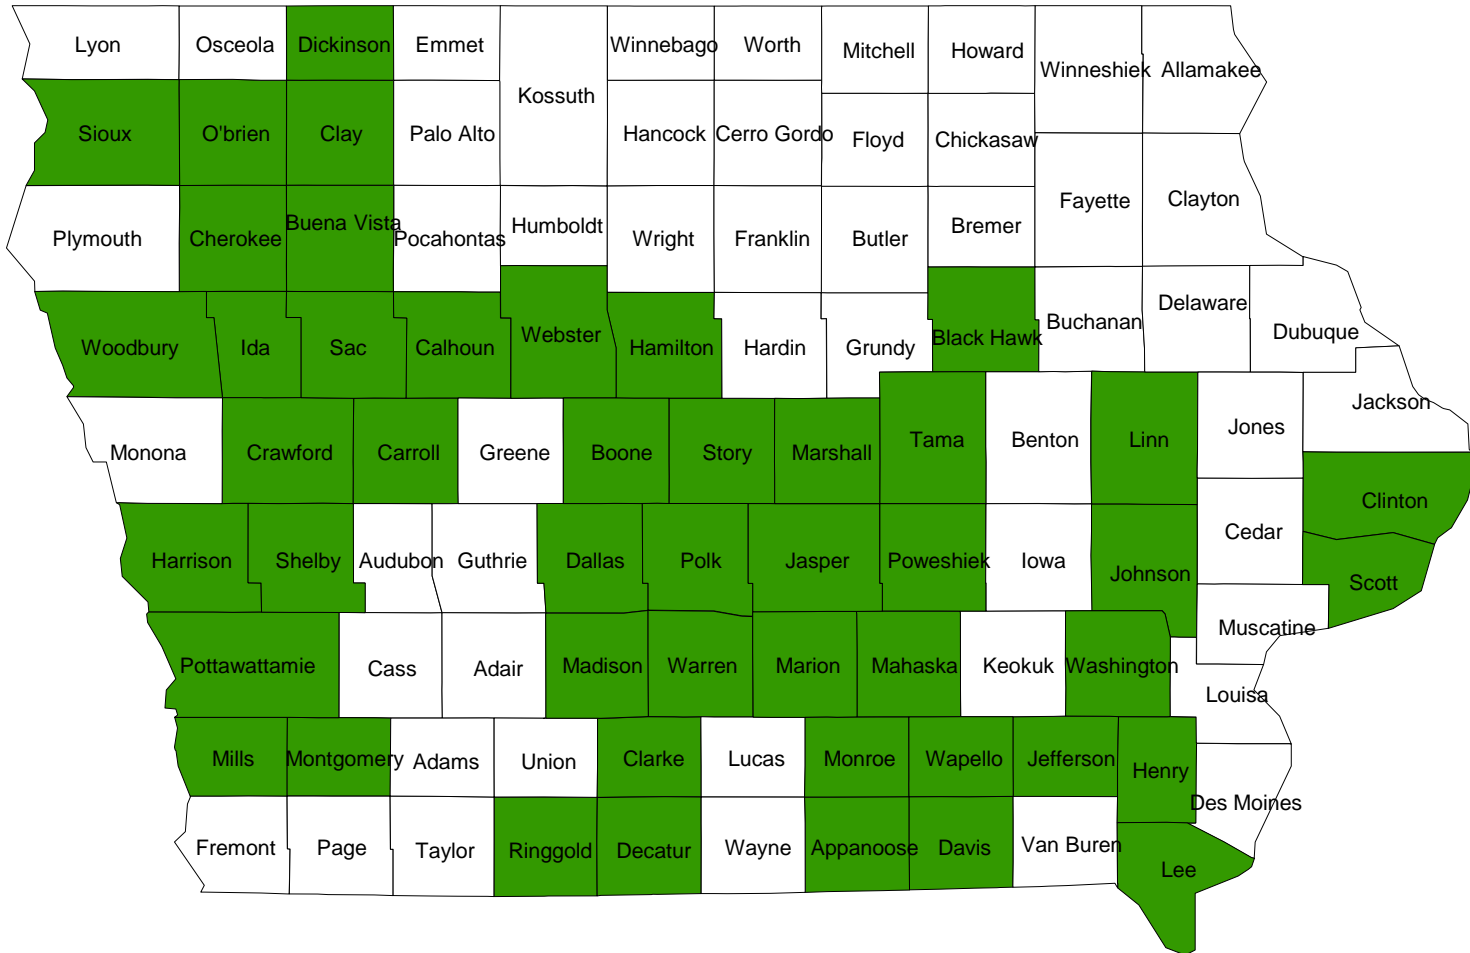 Lyon
Osceola
Dickinson
Emmet
Kossuth
Winnebago
Worth
Mitchell
Howard
Winneshiek
Allamakee
Sioux
O'brien
Clay
Palo Alto
Hancock
Cerro Gordo
Floyd
Chickasaw
Fayette
Clayton
Plymouth
Cherokee
Buena Vista
Pocahontas
Humboldt
Wright
Franklin
Butler
Bremer
Woodbury
Ida
Sac
Calhoun
Webster
Hamilton
Hardin
Grundy
Black Hawk
Buchanan
Delaware
Dubuque
Monona
Crawford
Carroll
Greene
Boone
Story
Marshall
Tama
Benton
Linn
Jones
Jackson
Harrison
Shelby
Audubon
Guthrie
Dallas
Polk
Jasper
Poweshiek
Iowa
Johnson
Cedar
Clinton
Scott
Muscatine
Pottawattamie
Cass
Adair
Madison
Warren
Marion
Mahaska
Keokuk
Washington
Louisa
Mills
Montgomery
Adams
Union
Clarke
Lucas
Monroe
Wapello
Jefferson
Henry
Des Moines
Fremont
Page
Taylor
Ringgold
Decatur
Wayne
Appanoose
Davis
Van Buren
Lee